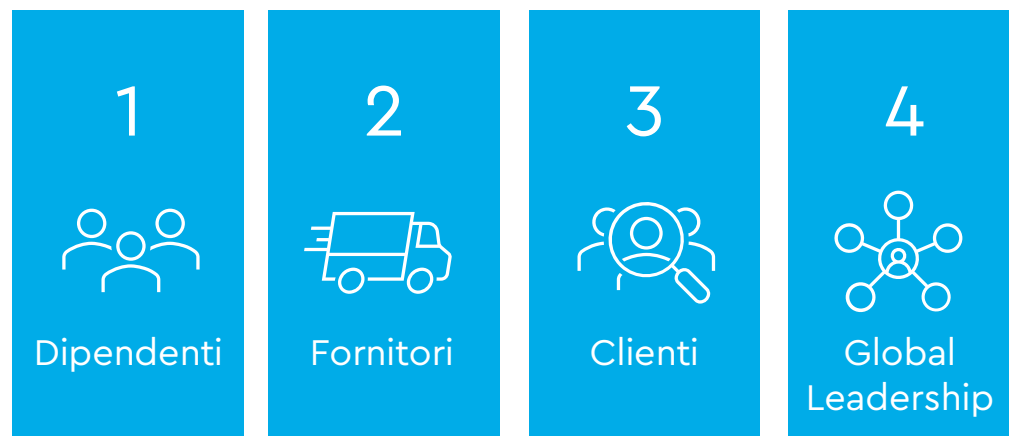 1
Dipendenti
2
Fornitori
3
Clienti
4
Global
Leadership